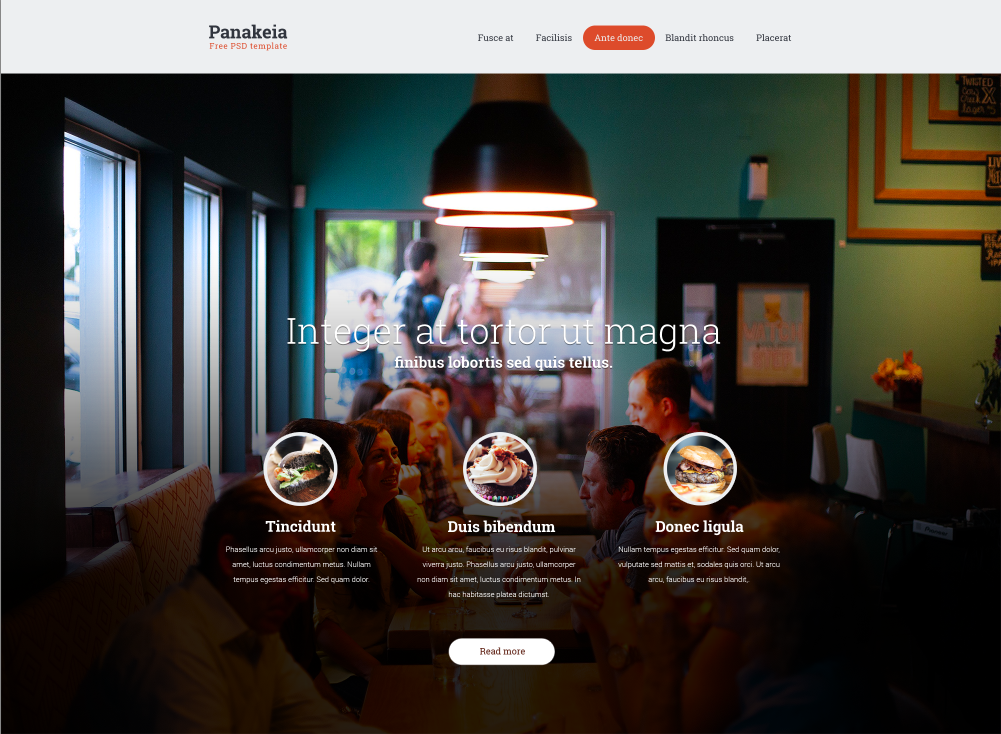 Panakeia
Free PSD template
Fusce at Facilisis Ante donec Blandit rhoncus Placerat
TWISTED
Integer at tortor ut magna
finibus lobortis sed quis tellus.
Tincidunt Duis bibendum Donec ligula
Phasellus arcu justo, ullamcorper non diam sit
amet, luctus condimentum metus. Nullam
tempus egestas efficitur. Sed quam dolor.
Ut arcu arcu, faucibus eu risus blandit, pulvinar
viverra justo. Phasellus arcu justo, ullamcorper
non diam sit amet, luctus condimentum metus. In
hac habitasse platea dictumst.
Nullam tempus egestas efficitur. Sed quam dolor,
vulputate sed mattis et, sodales quis orci. Ut arcu
arcu, faucibus eu risus blandit,.
Read more